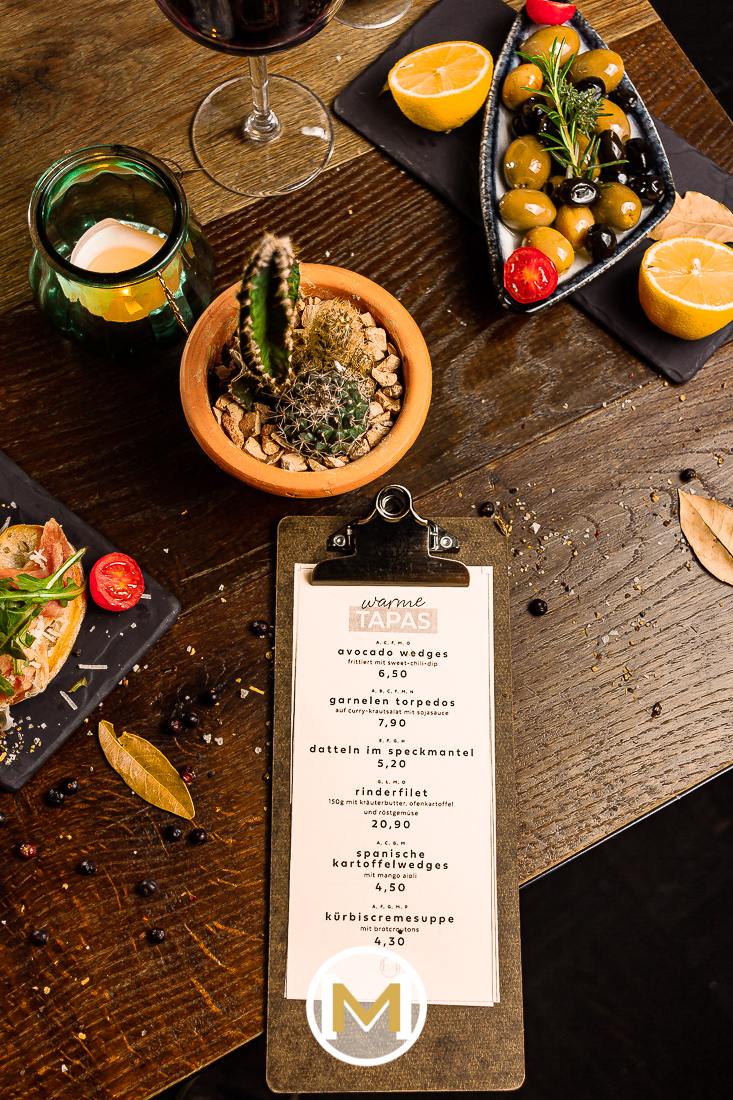 warme
TAPAS
A, C, F, M, O
avocado wedges
frittiert mit sweet-chili-dip
6,50
A, B, C, F, M, N
garnelen torpedos
auf curry-krautsalat mit sojasauce
7,90
E, F, G, H
datteln im speckmantel
5,20
G, L, M, O
rinderfilet
150g mit kräuterbutter, ofenkartoffel
und röstgemüse
20,90
A, C, G, M
spanische
kartoffelwedges
mit mango aioli
4,50
A, F, G, M, P
kürbiscremesuppe
mit brotcroutons
4,30
M